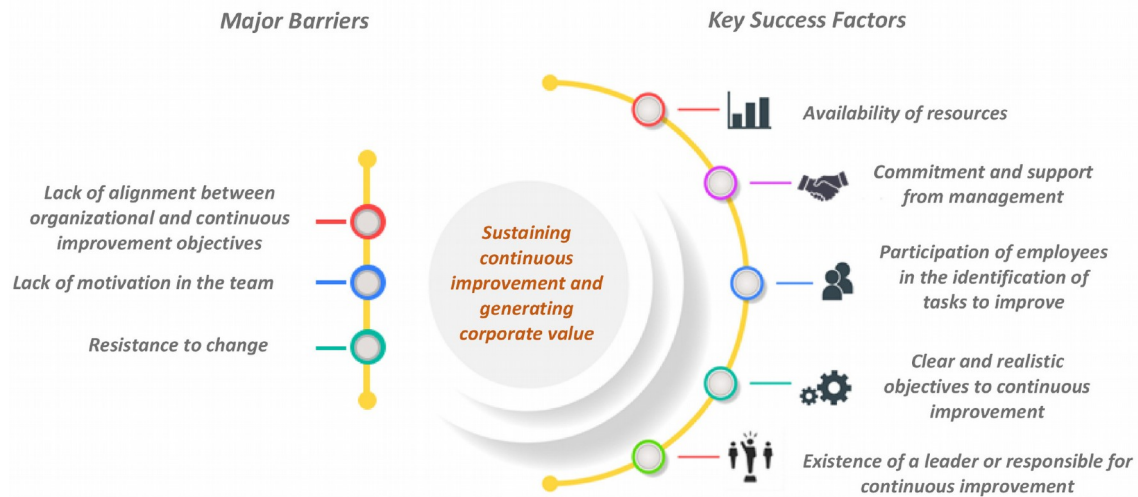 Major Barriers
Lack of alignment between
organizational and continuous
improvement objectives
Lack of motivation in the team
Resistance to change
Sustaining
continuous
improvement and
generating
corporate value
Key Success Factors
Availability of resources
Commitment and support
from management
Participation of employees
in the identification of
tasks to improve
Clear and realistic
objectives to continuous
improvement
Existence of a leader or responsible for
continuous improvement